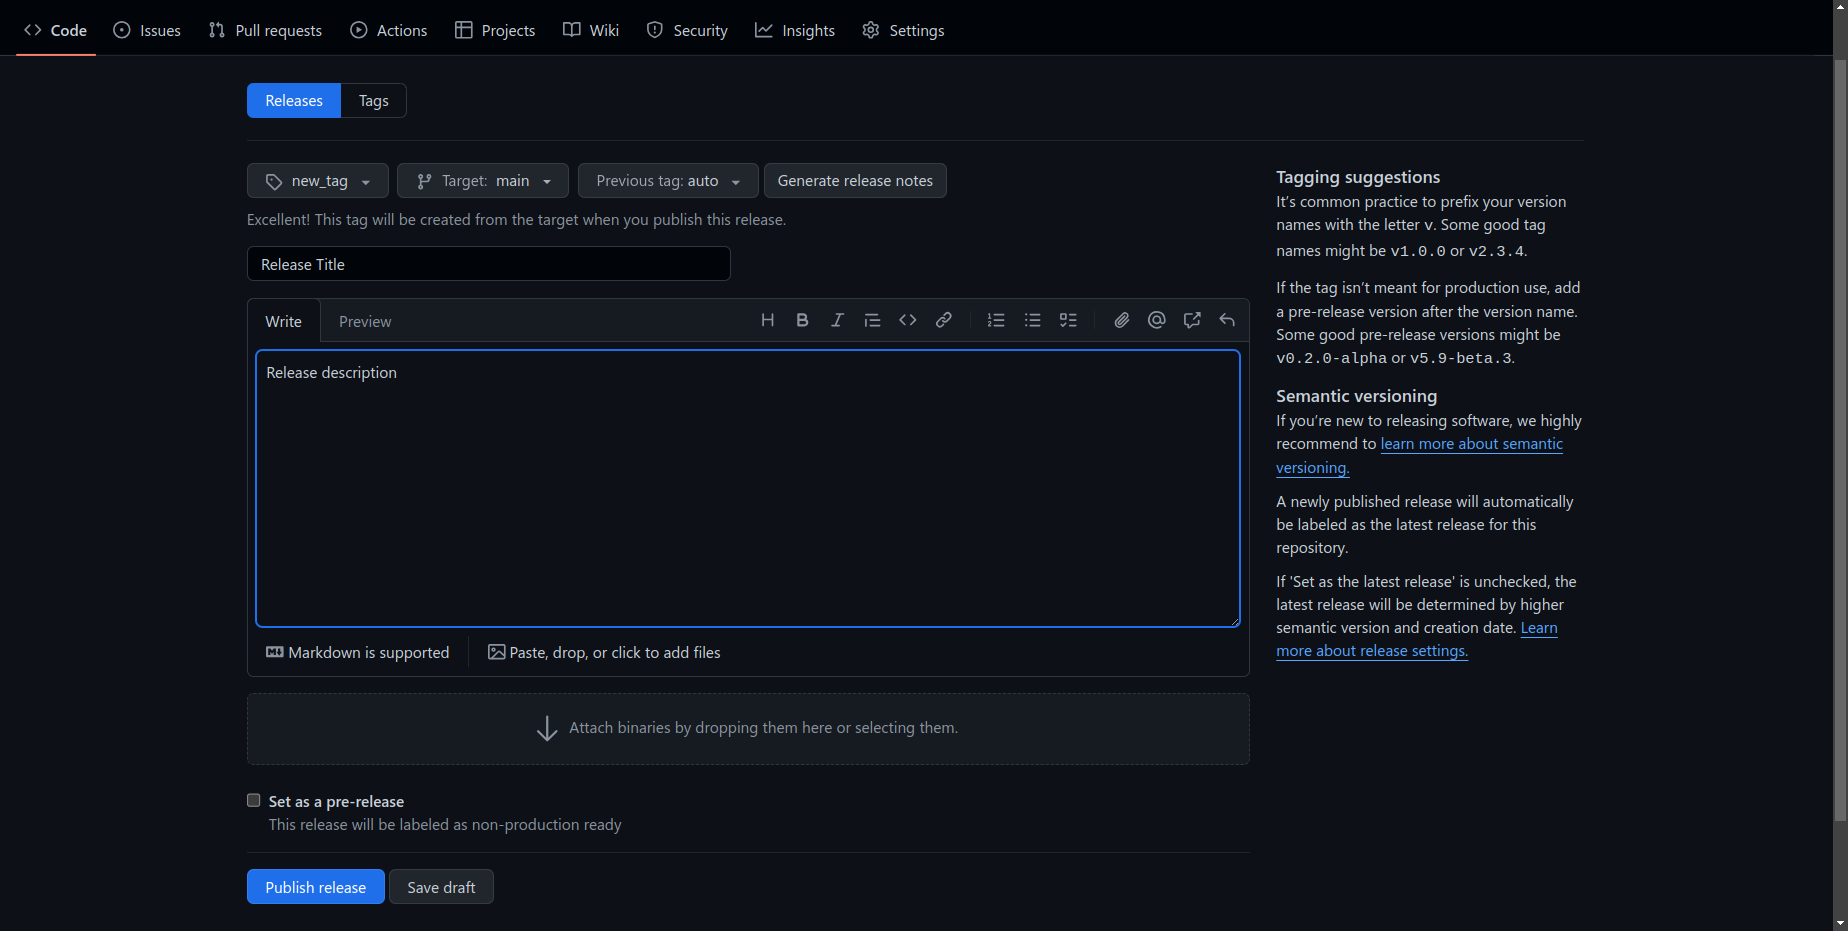 Code Issues Pull requests Actions Projects Wiki Security Insights Settings
Releases Tags
new_tag Target: main Previous tag: auto Generate release notes
Excellent! This tag will be created from the target when you publish this release.
Release Title
Write Preview
Release description
Markdown is supported Paste, drop, or click to add files
Attach binaries by dropping them here or selecting them.
Set as a pre-release
This release will be labeled as non-production ready
Publish release Save draft
Tagging suggestions
It’s common practice to prefix your version
names with the letter v. Some good tag
names might be v1.0.0 or v2.3.4.
If the tag isn’t meant for production use, add
a pre-release version after the version name.
Some good pre-release versions might be
v0.2.0-alpha or v5.9-beta.3.
Semantic versioning
If you’re new to releasing software, we highly
recommend to learn more about semantic
versioning.
A newly published release will automatically
be labeled as the latest release for this
repository.
If 'Set as the latest release' is unchecked, the
latest release will be determined by higher
semantic version and creation date. Learn
more about release settings.